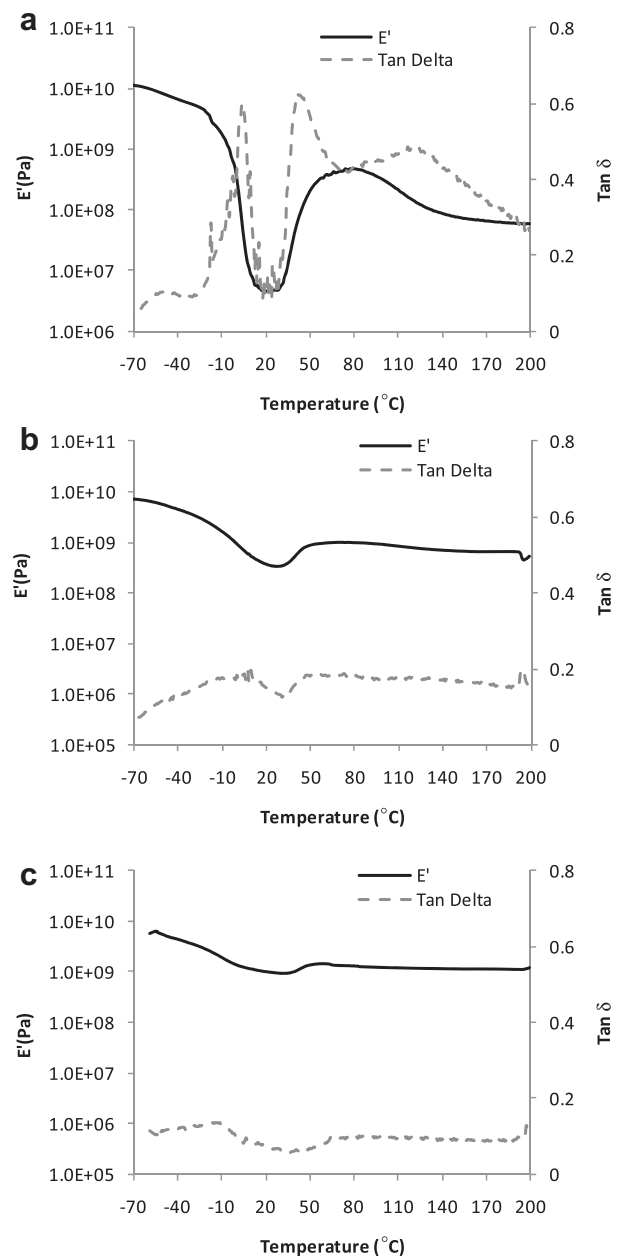 a
1.0E+11
1.0E+10
1.0E+09
1.0E+08
1.0E+07
1.0E+06
E'(Pa)
E'
Tan Delta
0.8
0.6
0.4
0.2
0
Tan δ
-70 -40 -10 20 50 80 110 140 170 200
Temperature (°C)
b
1.0E+11
1.0E+10
1.0E+09
1.0E+08
1.0E+07
1.0E+06
1.0E+05
E'(Pa)
E'
Tan Delta
0.8
0.6
0.4
0.2
0
Tan δ
-70 -40 -10 20 50 80 110 140 170 200
Temperature (°C)
c
1.0E+11
1.0E+10
1.0E+09
1.0E+08
1.0E+07
1.0E+06
1.0E+05
E'(Pa)
E'
Tan Delta
0.8
0.6
0.4
0.2
0
Tan δ
-70 -40 -10 20 50 80 110 140 170 200
Temperature (°C)